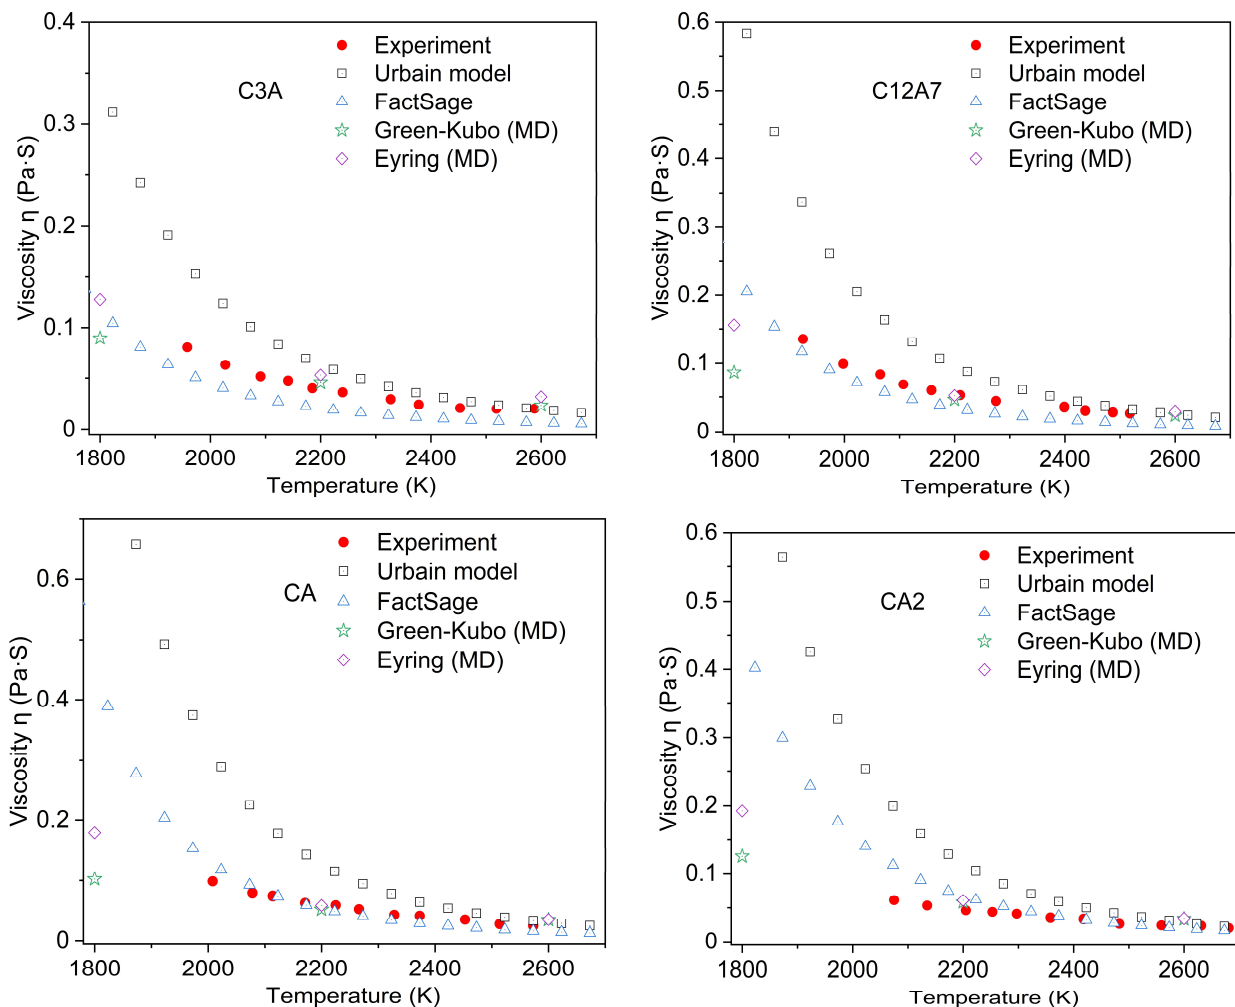 0.4
0.3
0.2
0.1
0
Viscosity η (Pa·S)
C3A
Experiment
Urbain model
FactSage
Green-Kubo (MD)
Eyring (MD)
1800 2000 2200 2400 2600
Temperature (K)
0.6
0.5
0.4
0.3
0.2
0.1
0
Viscosity η (Pa·S)
C12A7
Experiment
Urbain model
FactSage
Green-Kubo (MD)
Eyring (MD)
1800 2000 2200 2400 2600
Temperature (K)
0.6
0.4
0.2
0
Viscosity η (Pa·S)
CA
Experiment
Urbain model
FactSage
Green-Kubo (MD)
Eyring (MD)
1800 2000 2200 2400 2600
Temperature (K)
0.6
0.5
0.4
0.3
0.2
0.1
0
Viscosity η (Pa·S)
CA2
Experiment
Urbain model
FactSage
Green-Kubo (MD)
Eyring (MD)
1800 2000 2200 2400 2600
Temperature (K)